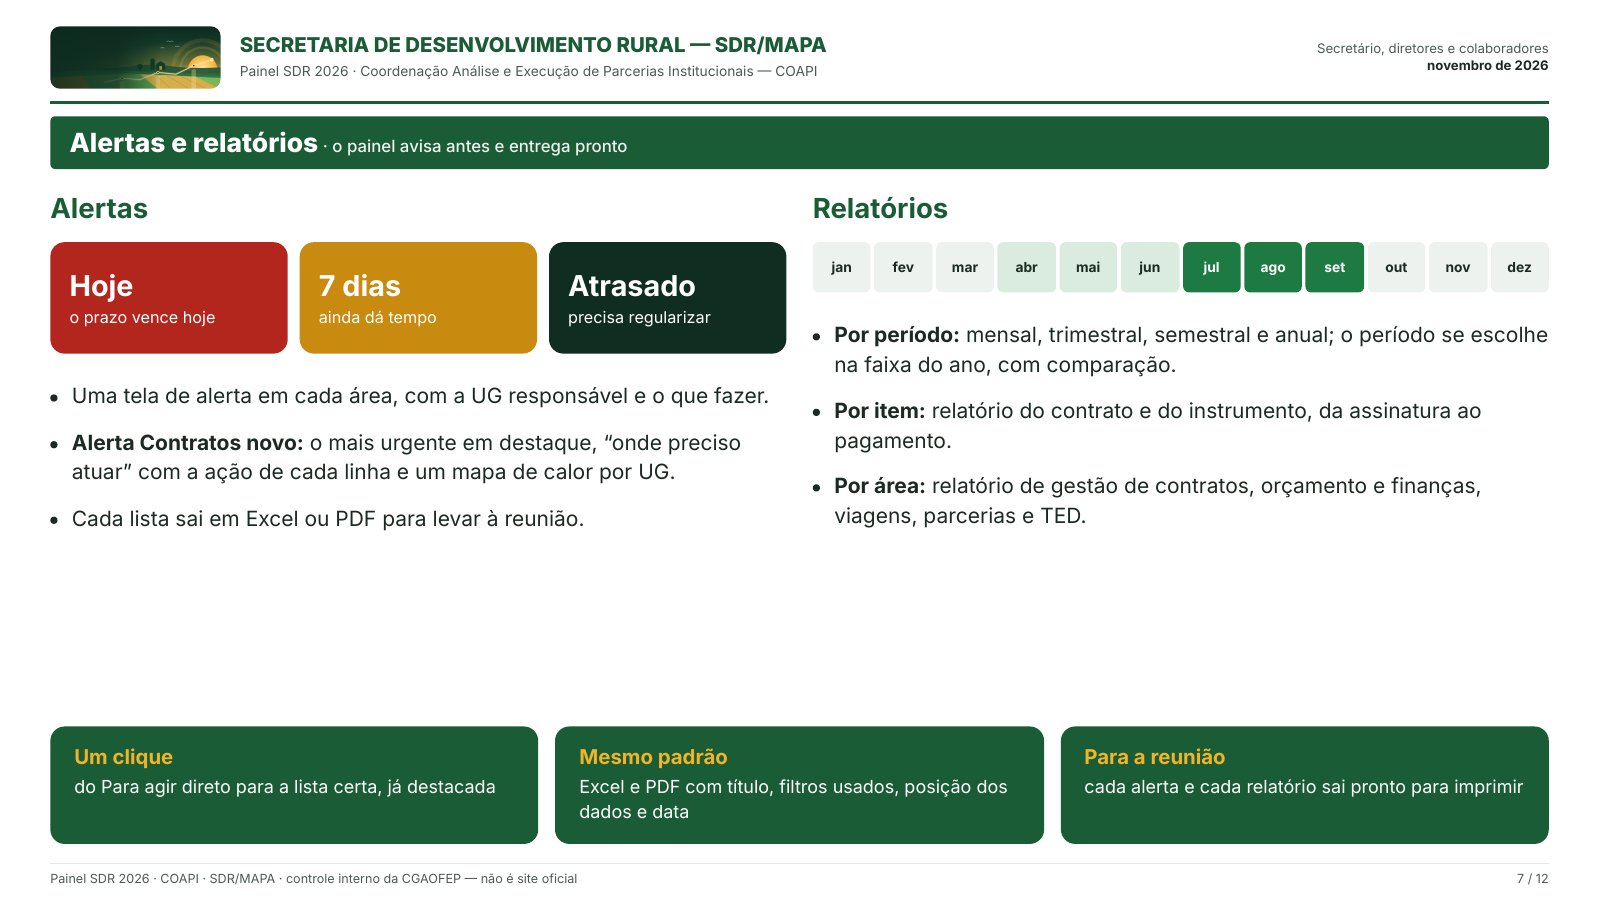 SECRETARIA DE DESENVOLVIMENTO RURAL — SDR/MAPA
Painel SDR 2026 · Coordenação Análise e Execução de Parcerias Institucionais — COAPI
Secretário, diretores e colaboradores
novembro de 2026
Alertas e relatórios · o painel avisa antes e entrega pronto
Alertas
Hoje
o prazo vence hoje
7 dias
ainda dá tempo
Atrasado
precisa regularizar
• Uma tela de alerta em cada área, com a UG responsável e o que fazer.
• Alerta Contratos novo: o mais urgente em destaque, “onde preciso
atuar” com a ação de cada linha e um mapa de calor por UG.
• Cada lista sai em Excel ou PDF para levar à reunião.
Relatórios
jan fev mar abr mai jun jul ago set out nov dez
• Por período: mensal, trimestral, semestral e anual; o período se escolhe
na faixa do ano, com comparação.
• Por item: relatório do contrato e do instrumento, da assinatura ao
pagamento.
• Por área: relatório de gestão de contratos, orçamento e finanças,
viagens, parcerias e TED.
Um clique
do Para agir direto para a lista certa, já destacada
Mesmo padrão
Excel e PDF com título, filtros usados, posição dos
dados e data
Para a reunião
cada alerta e cada relatório sai pronto para imprimir
Painel SDR 2026 · COAPI · SDR/MAPA · controle interno da CGAOFEP — não é site oficial
7 / 12